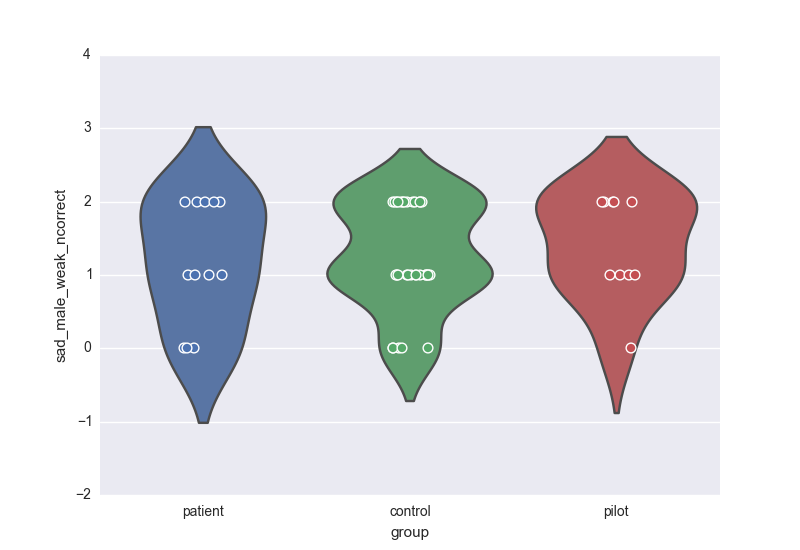 4
3
2
1
0
−1
−2
sad_male_weak_ncorrect
patient control pilot
group